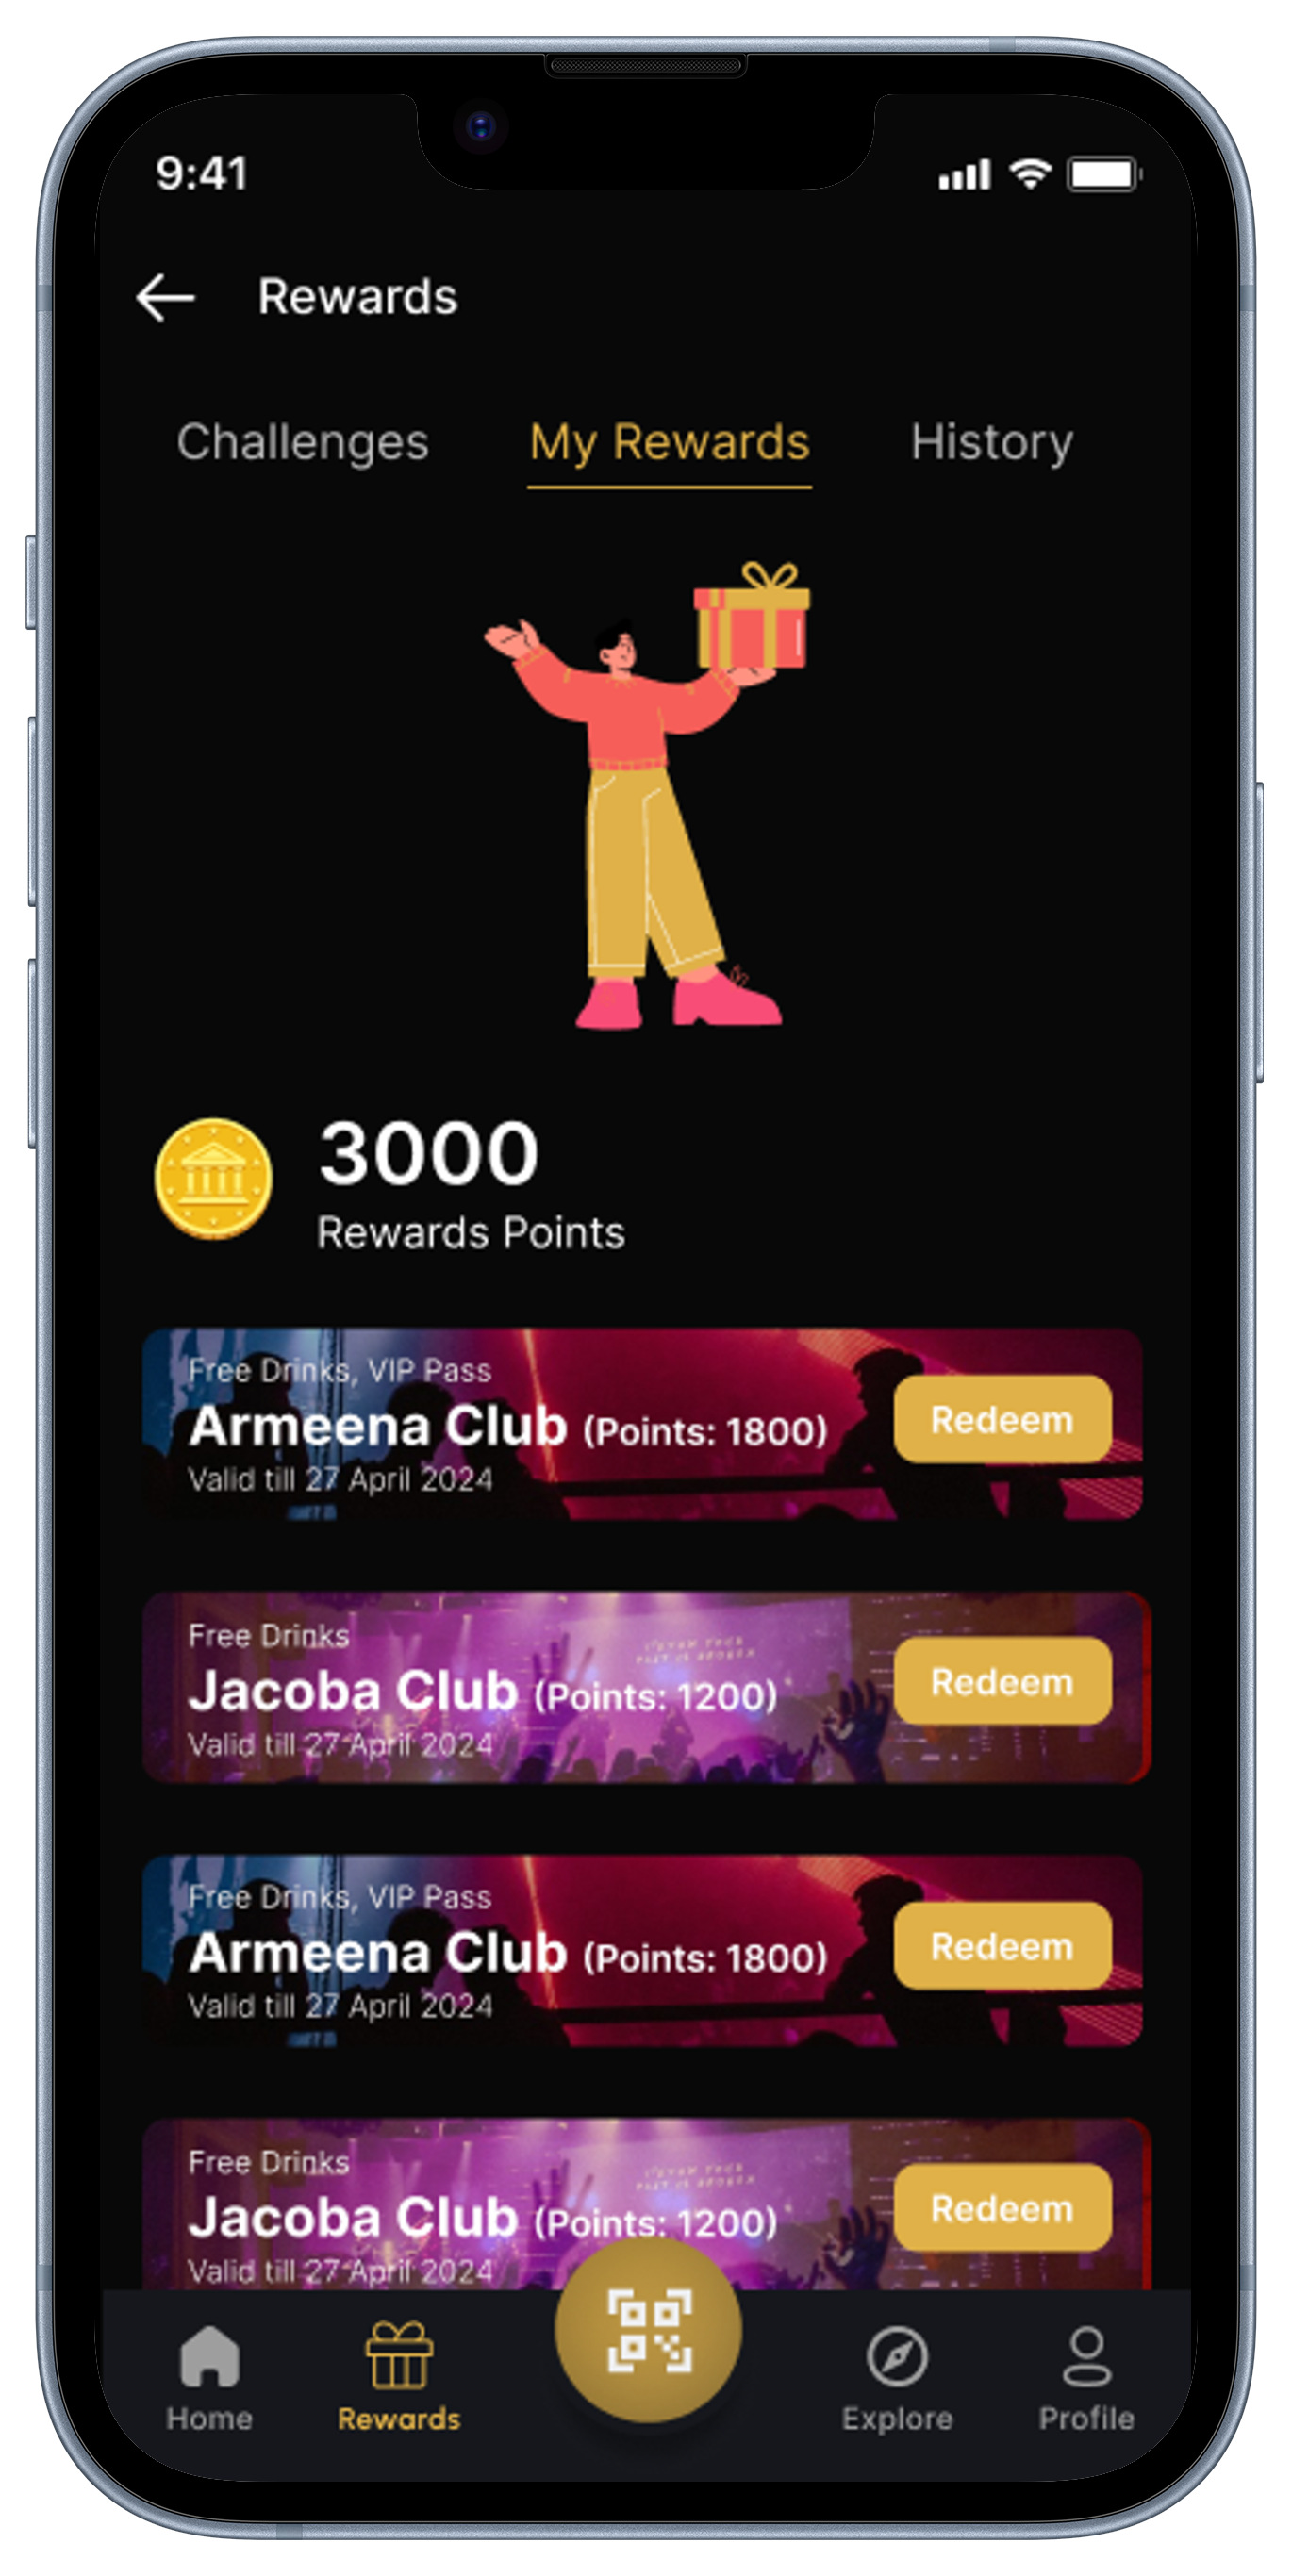 9:41
Rewards
Challenges
My Rewards
History
3000
Rewards Points
Free Drinks, VIP Pass
Armeena Club (Points: 1800)
Valid till 27 April 2024
Redeem
Free Drinks
Jacoba Club (Points: 1200)
Valid till 27 April 2024
Redeem
Free Drinks, VIP Pass
Armeena Club (Points: 1800)
Valid till 27 April 2024
Redeem
Free Drinks
Jacoba Club (Points: 1200)
Valid till 27 April 2024
Redeem
Home
Rewards
Explore
Profile